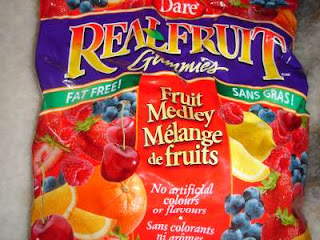 Dare
REALFRUIT
Gummies
FAT FREE!
SANS GRAS!
Fruit
Medley
Mélange
de fruits
No artificial
colours
or flavours
Sans colorants
ni arômes